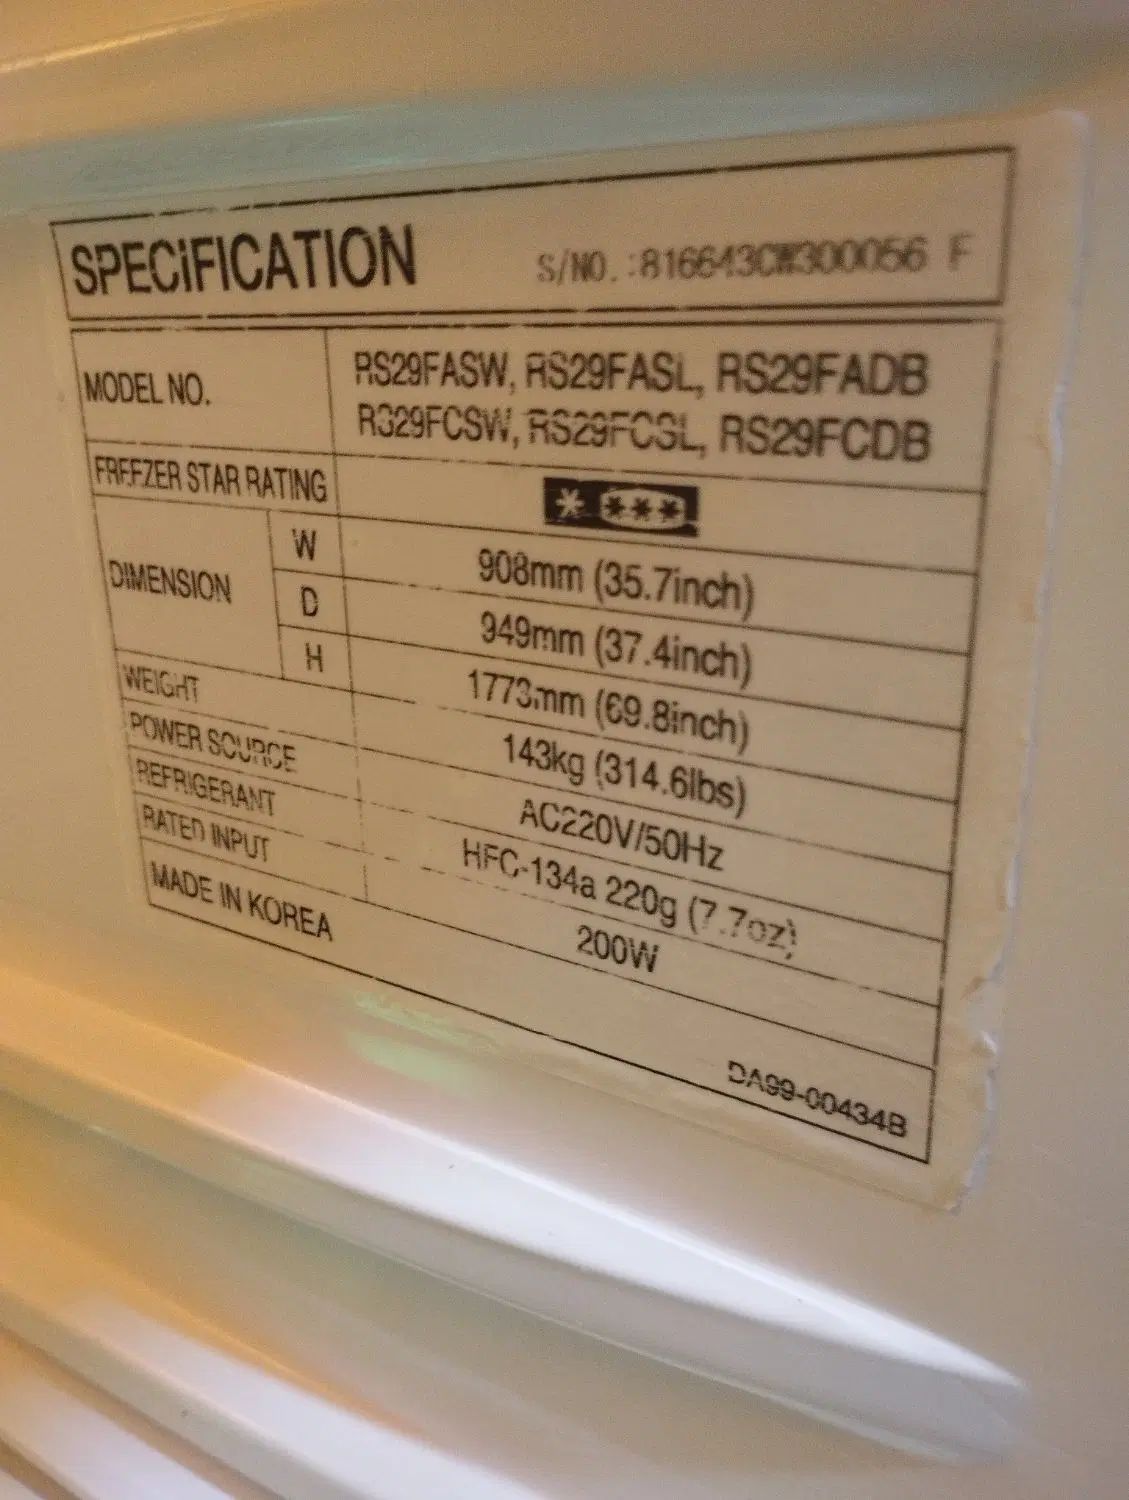 SPECiFICATION S/NO.:816643CW300056 F
MODEL NO. RS29FASW, RS29FASL, RS29FADB
RS29FCSW, RS29FCSL, RS29FCDB
FREEZER STAR RATING * ***
DIMENSION W 908mm (35.7inch)
D 949mm (37.4inch)
H 1773mm (69.8inch)
WEIGHT 143kg (314.6lbs)
POWER SOURCE AC220V/50Hz
REFRIGERANT HFC-134a 220g (7.7oz)
RATED INPUT 200W
MADE IN KOREA
DA99-00434B